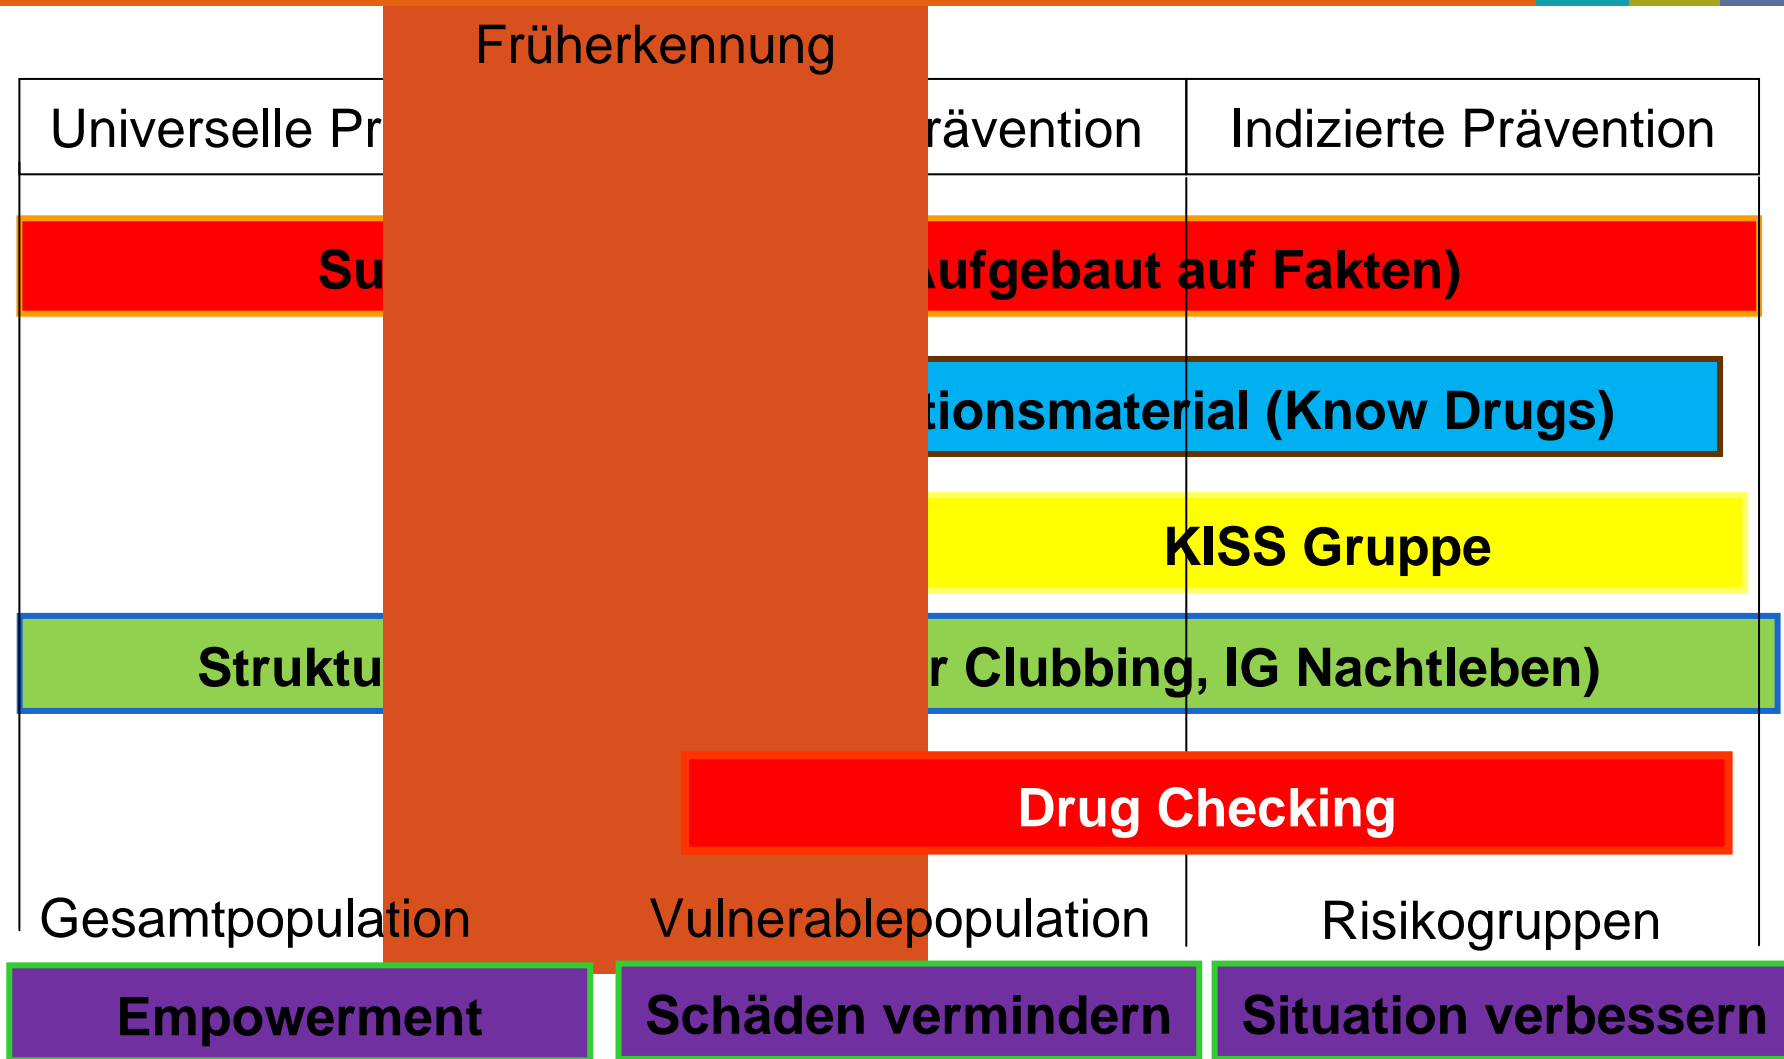 Früherkennung
Universelle Pr rävention Indizierte Prävention
Su ufgebaut auf Fakten)
tionsmaterial (Know Drugs)
KISS Gruppe
Struktu r Clubbing, IG Nachtleben)
Drug Checking
Gesamtpopulation Vulnerablepopulation Risikogruppen
Empowerment Schäden vermindern Situation verbessern